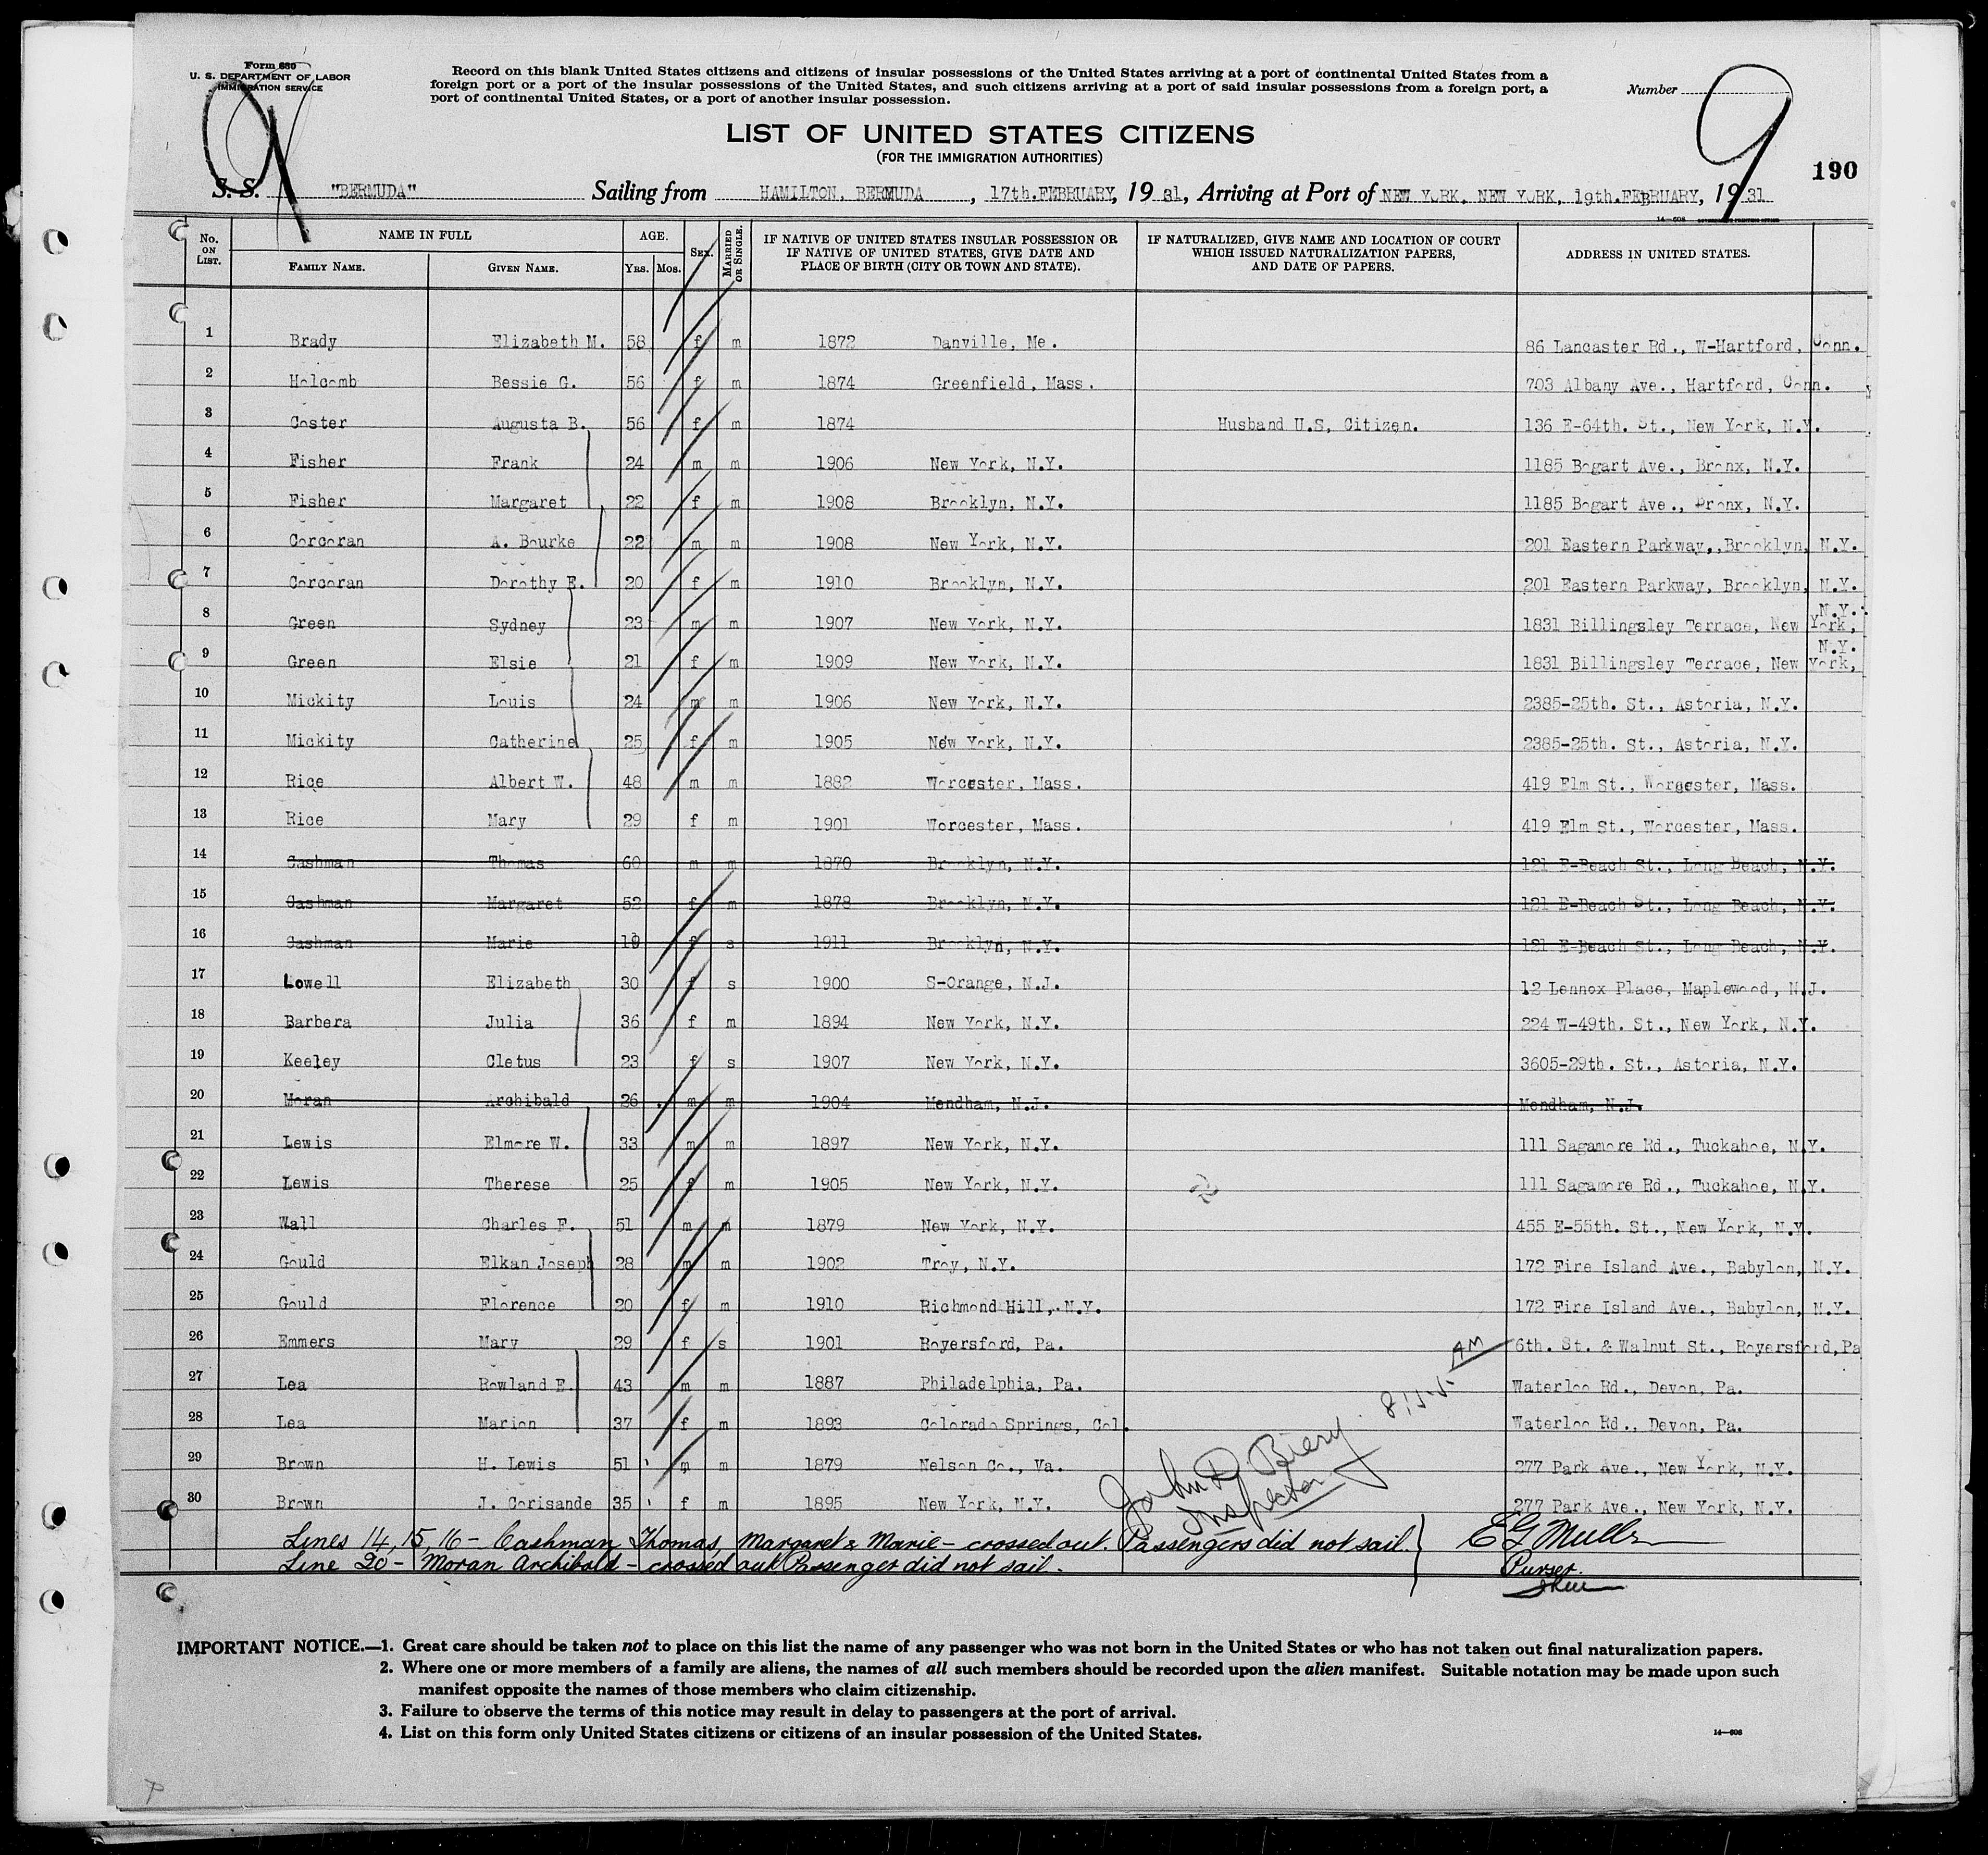 Form 630
U. S. DEPARTMENT OF LABOR
IMMIGRATION SERVICE
Record on this blank United States citizens and citizens of insular possessions of the United States arriving at a port of continental United States from a
foreign port or a port of the insular possessions of the United States, and such citizens arriving at a port of said insular possessions from a foreign port, a
port of continental United States, or a port of another insular possession.
Number
9
9
190
LIST OF UNITED STATES CITIZENS
(FOR THE IMMIGRATION AUTHORITIES)
S. S. "BERMUDA" Sailing from HAMILTON, BERMUDA, 17th.FEBRUARY, 19 31, Arriving at Port of NEW YORK, NEW YORK, 19th.FEBRUARY, 19 31
14—608
No. ON LIST. NAME IN FULL FAMILY NAME. GIVEN NAME. AGE. YRS. MOS. SEX. MARRIED OR SINGLE. IF NATIVE OF UNITED STATES INSULAR POSSESSION OR IF NATIVE OF UNITED STATES, GIVE DATE AND PLACE OF BIRTH (CITY OR TOWN AND STATE). IF NATURALIZED, GIVE NAME AND LOCATION OF COURT WHICH ISSUED NATURALIZATION PAPERS, AND DATE OF PAPERS. ADDRESS IN UNITED STATES.
1 Brady Elizabeth M. 58 f m 1872 Danville, Me. 86 Lancaster Rd., W-Hartford, Conn.
2 Holcomb Bessie G. 56 f m 1874 Greenfield, Mass. 703 Albany Ave., Hartford, Conn.
3 Coster Augusta B. 56 f m 1874 Husband U.S. Citizen. 136 E-64th. St., New York, N.Y.
4 Fisher Frank 24 m m 1906 New York, N.Y. 1185 Bogart Ave., Bronx, N.Y.
5 Fisher Margaret 22 f m 1908 Brooklyn, N.Y. 1185 Bogart Ave., Bronx, N.Y.
6 Corcoran A. Bourke 22 m m 1908 New York, N.Y. 201 Eastern Parkway,,Brooklyn, N.Y.
7 Corcoran Dorothy E. 20 f m 1910 Brooklyn, N.Y. 201 Eastern Parkway, Brooklyn, N.Y.
8 Green Sydney 23 m m 1907 New York, N.Y. 1831 Billingsley Terrace, New York, N.Y.
9 Green Elsie 21 f m 1909 New York, N.Y. 1831 Billingsley Terrace, New York, N.Y.
10 Mickity Louis 24 m m 1906 New York, N.Y. 2385-25th. St., Astoria, N.Y.
11 Mickity Catherine 25 f m 1905 New York, N.Y. 2385-25th. St., Astoria, N.Y.
12 Rice Albert W. 48 m m 1882 Worcester, Mass. 419 Elm St., Worcester, Mass.
13 Rice Mary 29 f m 1901 Worcester, Mass. 419 Elm St., Worcester, Mass.
14 Cashman Thomas 60 m m 1870 Brooklyn, N.Y. 121 E-Beach St., Long Beach, N.Y.
15 Cashman Margaret 52 f m 1878 Brooklyn, N.Y. 121 E-Beach St., Long Beach, N.Y.
16 Cashman Marie 19 f s 1911 Brooklyn, N.Y. 121 E-Beach St., Long Beach, N.Y.
17 Lowell Elizabeth 30 f s 1900 S-Orange, N.J. 12 Lennox Place, Maplewood, N.J.
18 Barbera Julia 36 f m 1894 New York, N.Y. 224 W-49th. St., New York, N.Y.
19 Keeley Cletus 23 f s 1907 New York, N.Y. 3605-29th. St., Astoria, N.Y.
20 Moran Archibald 26 m m 1904 Mendham, N.J. Mendham, N.J.
21 Lewis Elmore W. 33 m m 1897 New York, N.Y. 111 Sagamore Rd., Tuckahoe, N.Y.
22 Lewis Therese 25 f m 1905 New York, N.Y. 111 Sagamore Rd., Tuckahoe, N.Y.
23 Wall Charles F. 51 m m 1879 New York, N.Y. 455 E-55th. St., New York, N.Y.
24 Gould Elkan Joseph 28 m m 1902 Troy, N.Y. 172 Fire Island Ave., Babylon, N.Y.
25 Gould Florence 20 f m 1910 Richmond Hill, N.Y. 172 Fire Island Ave., Babylon, N.Y.
26 Emmers Mary 29 f s 1901 Royersford, Pa. 6th. St. & Walnut St., Royersford,Pa
27 Lea Rowland E. 43 m m 1887 Philadelphia, Pa. Waterloo Rd., Devon, Pa.
28 Lea Marion 37 f m 1893 Colorado Springs, Col. Waterloo Rd., Devon, Pa.
29 Brown H. Lewis 51 m m 1879 Nelson Co., Va. 277 Park Ave., New York, N.Y.
30 Brown J. Corisande 35 f m 1895 New York, N.Y. 277 Park Ave., New York, N.Y.
John D Biery AM
Inspector
Lines 14, 15, 16 - Cashman Thomas, Margaret & Marie - crossed out. Passengers did not sail. E G Mulls
Line 20 - Moran Archibald - crossed out Passenger did not sail. Purser.
IMPORTANT NOTICE.—1. Great care should be taken not to place on this list the name of any passenger who was not born in the United States or who has not taken out final naturalization papers.
2. Where one or more members of a family are aliens, the names of all such members should be recorded upon the alien manifest. Suitable notation may be made upon such
manifest opposite the names of those members who claim citizenship.
3. Failure to observe the terms of this notice may result in delay to passengers at the port of arrival.
4. List on this form only United States citizens or citizens of an insular possession of the United States.
14—608